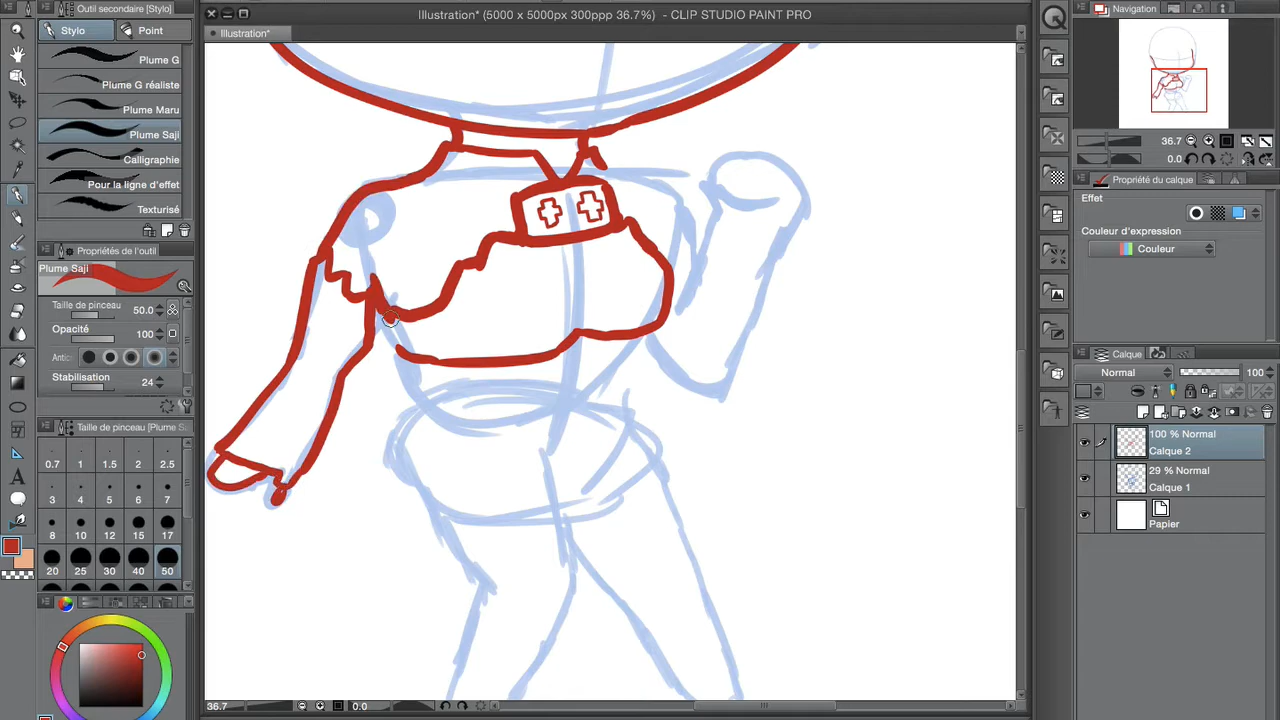 Outil secondaire [Stylo]
Illustration* (5000 x 5000px 300ppp 36.7%) - CLIP STUDIO PAINT PRO
Navigation
Illustration*
Stylo
Point
Plume G
Plume G réaliste
Plume Maru
Plume Saji
Calligraphie
Pour la ligne d'effet
Texturisé
36.7
0.0
Propriété du calque
Effet
Couleur d'expression
Couleur
Propriétés de l'outil
Plume Saji
Taille de pinceau 50.0
Opacité 100
Antic
Stabilisation 24
Calque
Normal 100
Taille de pinceau [Plume Sa
0.7 1 1.5 2 2.5
3 4 5 6 7
8 10 12 15 17
20 25 30 40 50
100 % Normal
Calque 2
29 % Normal
Calque 1
Papier
36.7 0.0